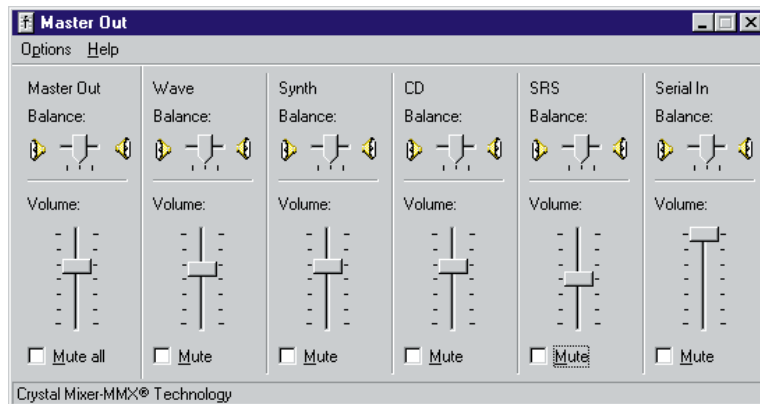 Master Out
Options Help
Master Out Wave Synth CD SRS Serial In
Balance: Balance: Balance: Balance: Balance: Balance:
Volume: Volume: Volume: Volume: Volume: Volume:
Mute all Mute Mute Mute Mute Mute
Crystal Mixer-MMX® Technology